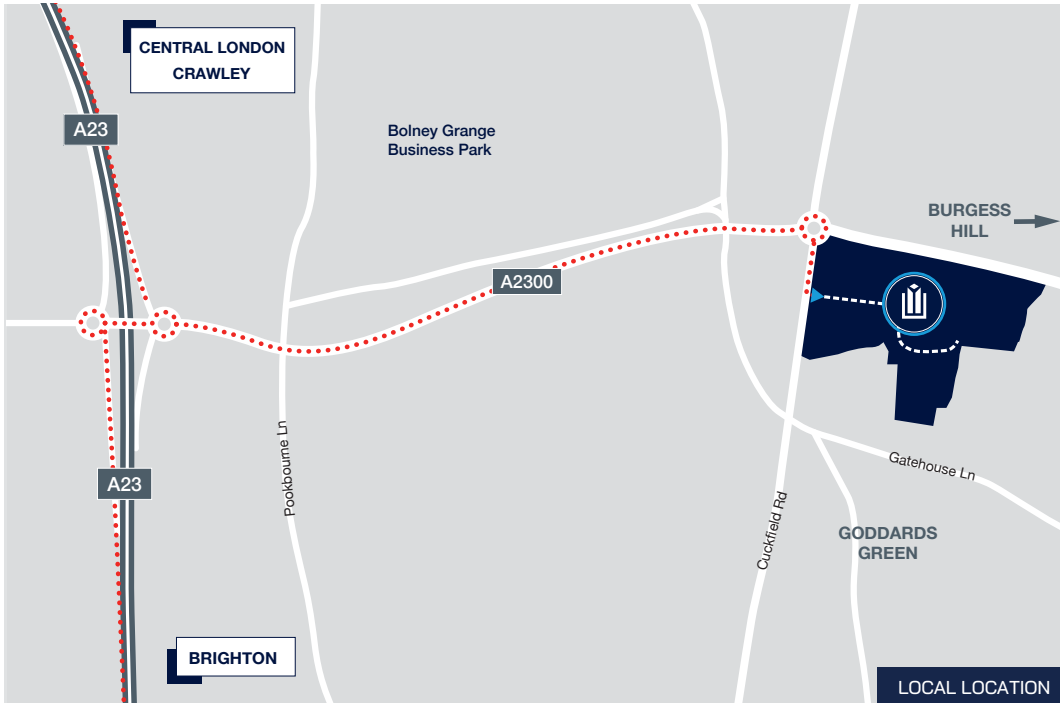 CENTRAL LONDON
CRAWLEY
A23
Bolney Grange
Business Park
BURGESS
HILL
A2300
Pookbourne Ln
Gatehouse Ln
A23
Cuckfield Rd
GODDARDS
GREEN
BRIGHTON
LOCAL LOCATION